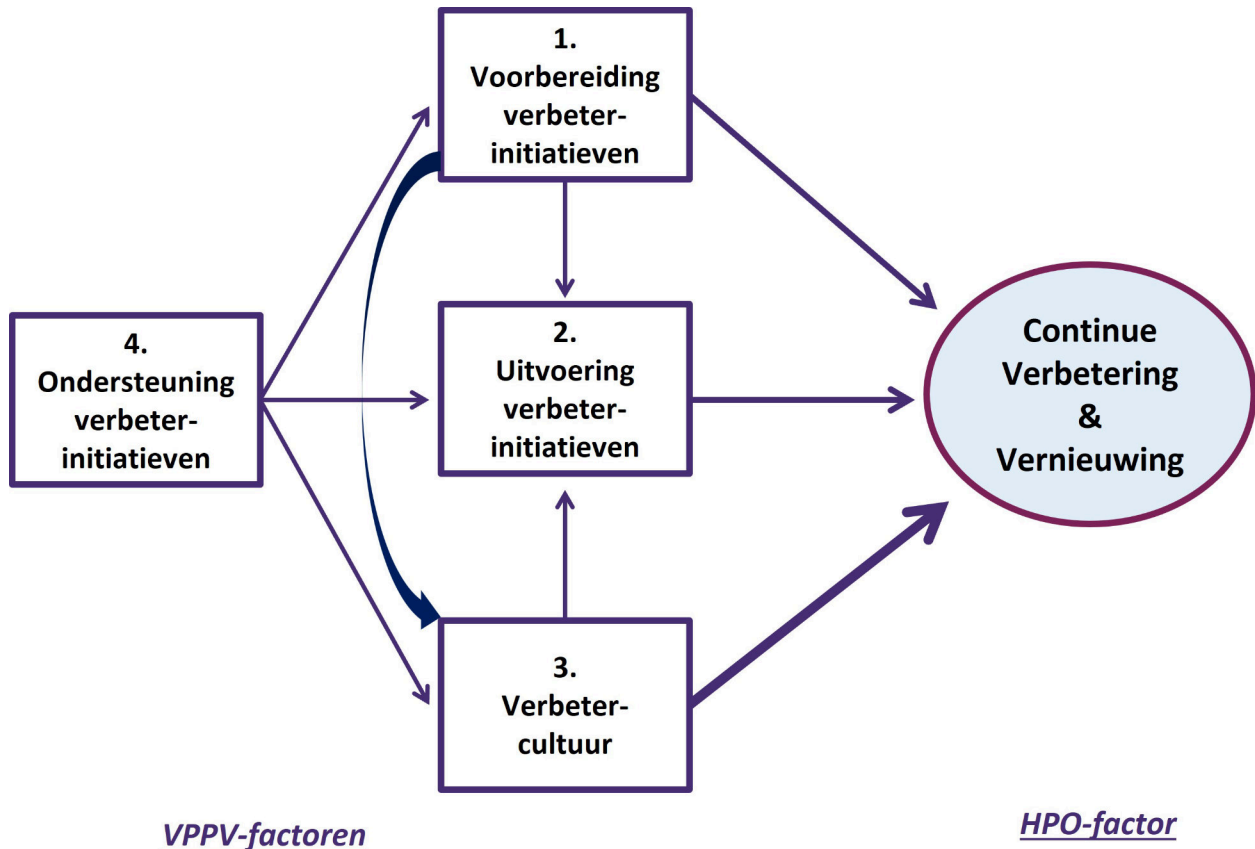 1.
Voorbereiding
verbeter-
initiatieven
4.
Ondersteuning
verbeter-
initiatieven
2.
Uitvoering
verbeter-
initiatieven
Continue
Verbetering
&
Vernieuwing
3.
Verbeter-
cultuur
VPPV-factoren
HPO-factor